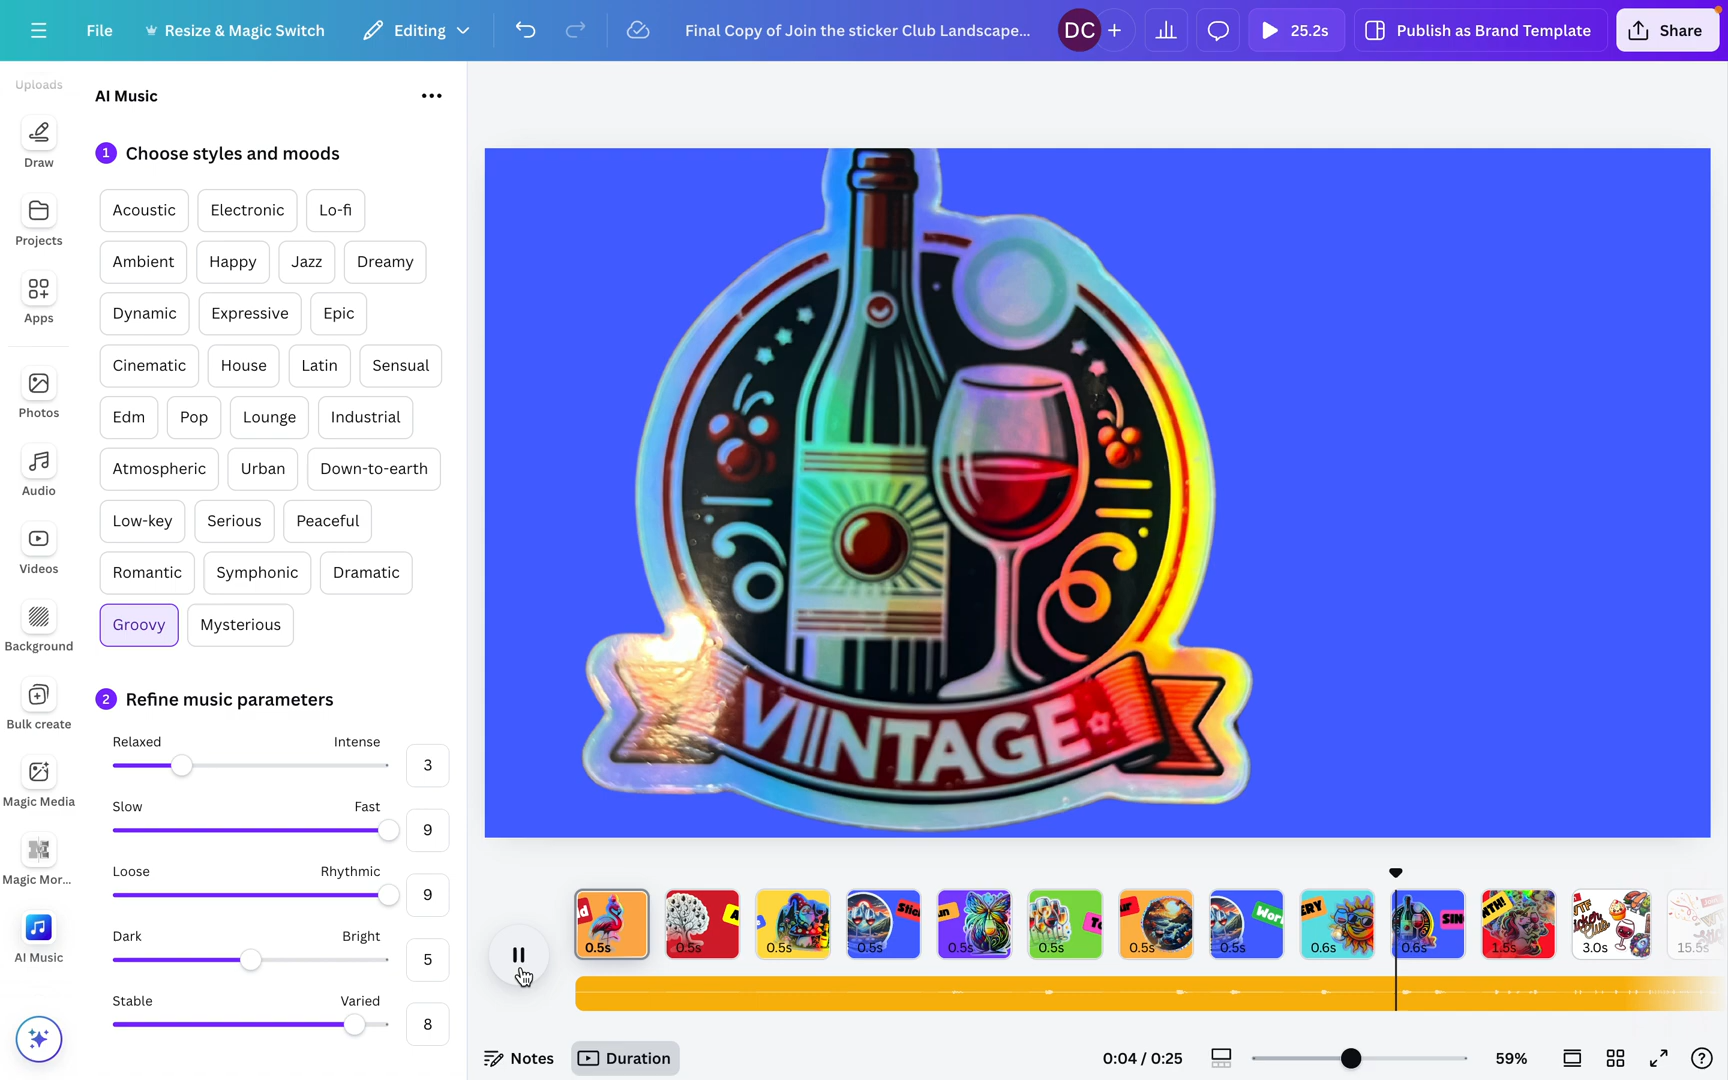 File
Resize & Magic Switch
Editing
Final Copy of Join the sticker Club Landscape...
DC
25.2s
Publish as Brand Template
Share
Uploads
Draw
Projects
Apps
Photos
Audio
Videos
Background
Bulk create
Magic Media
Magic Mor...
AI Music
AI Music
1 Choose styles and moods
Acoustic Electronic Lo-fi
Ambient Happy Jazz Dreamy
Dynamic Expressive Epic
Cinematic House Latin Sensual
Edm Pop Lounge Industrial
Atmospheric Urban Down-to-earth
Low-key Serious Peaceful
Romantic Symphonic Dramatic
Groovy Mysterious
2 Refine music parameters
Relaxed Intense 3
Slow Fast 9
Loose Rhythmic 9
Dark Bright 5
Stable Varied 8
VIINTAGE
0.5s
0.5s
0.5s
0.5s
0.5s
0.5s
0.5s
0.5s
0.6s
0.6s
1.5s
3.0s
15.5s
Notes
Duration
0:04 / 0:25
59%